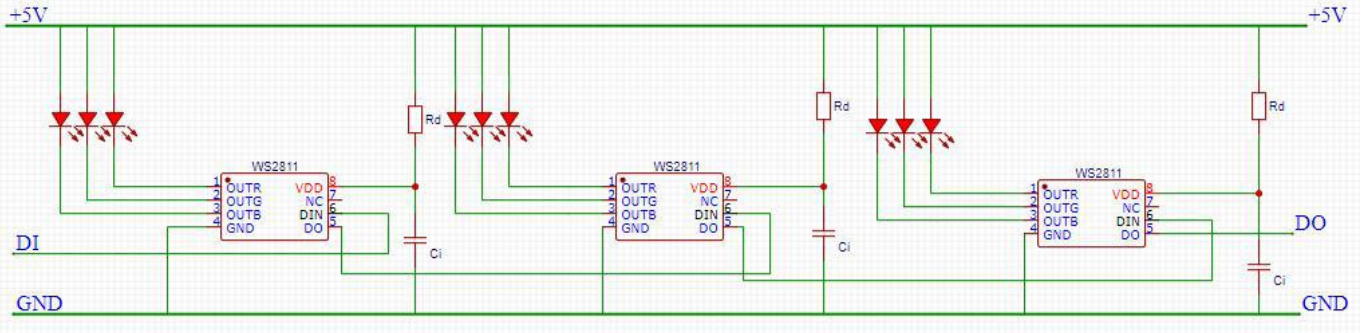 +5V +5V
Rd Rd Rd
WS2811
1 OUTR VDD 8
2 OUTG NC 7
3 OUTB DIN 6
4 GND DO 5
WS2811
1 OUTR VDD 8
2 OUTG NC 7
3 OUTB DIN 6
4 GND DO 5
WS2811
1 OUTR VDD 8
2 OUTG NC 7
3 OUTB DIN 6
4 GND DO 5
DI DO
Ci Ci Ci
GND GND